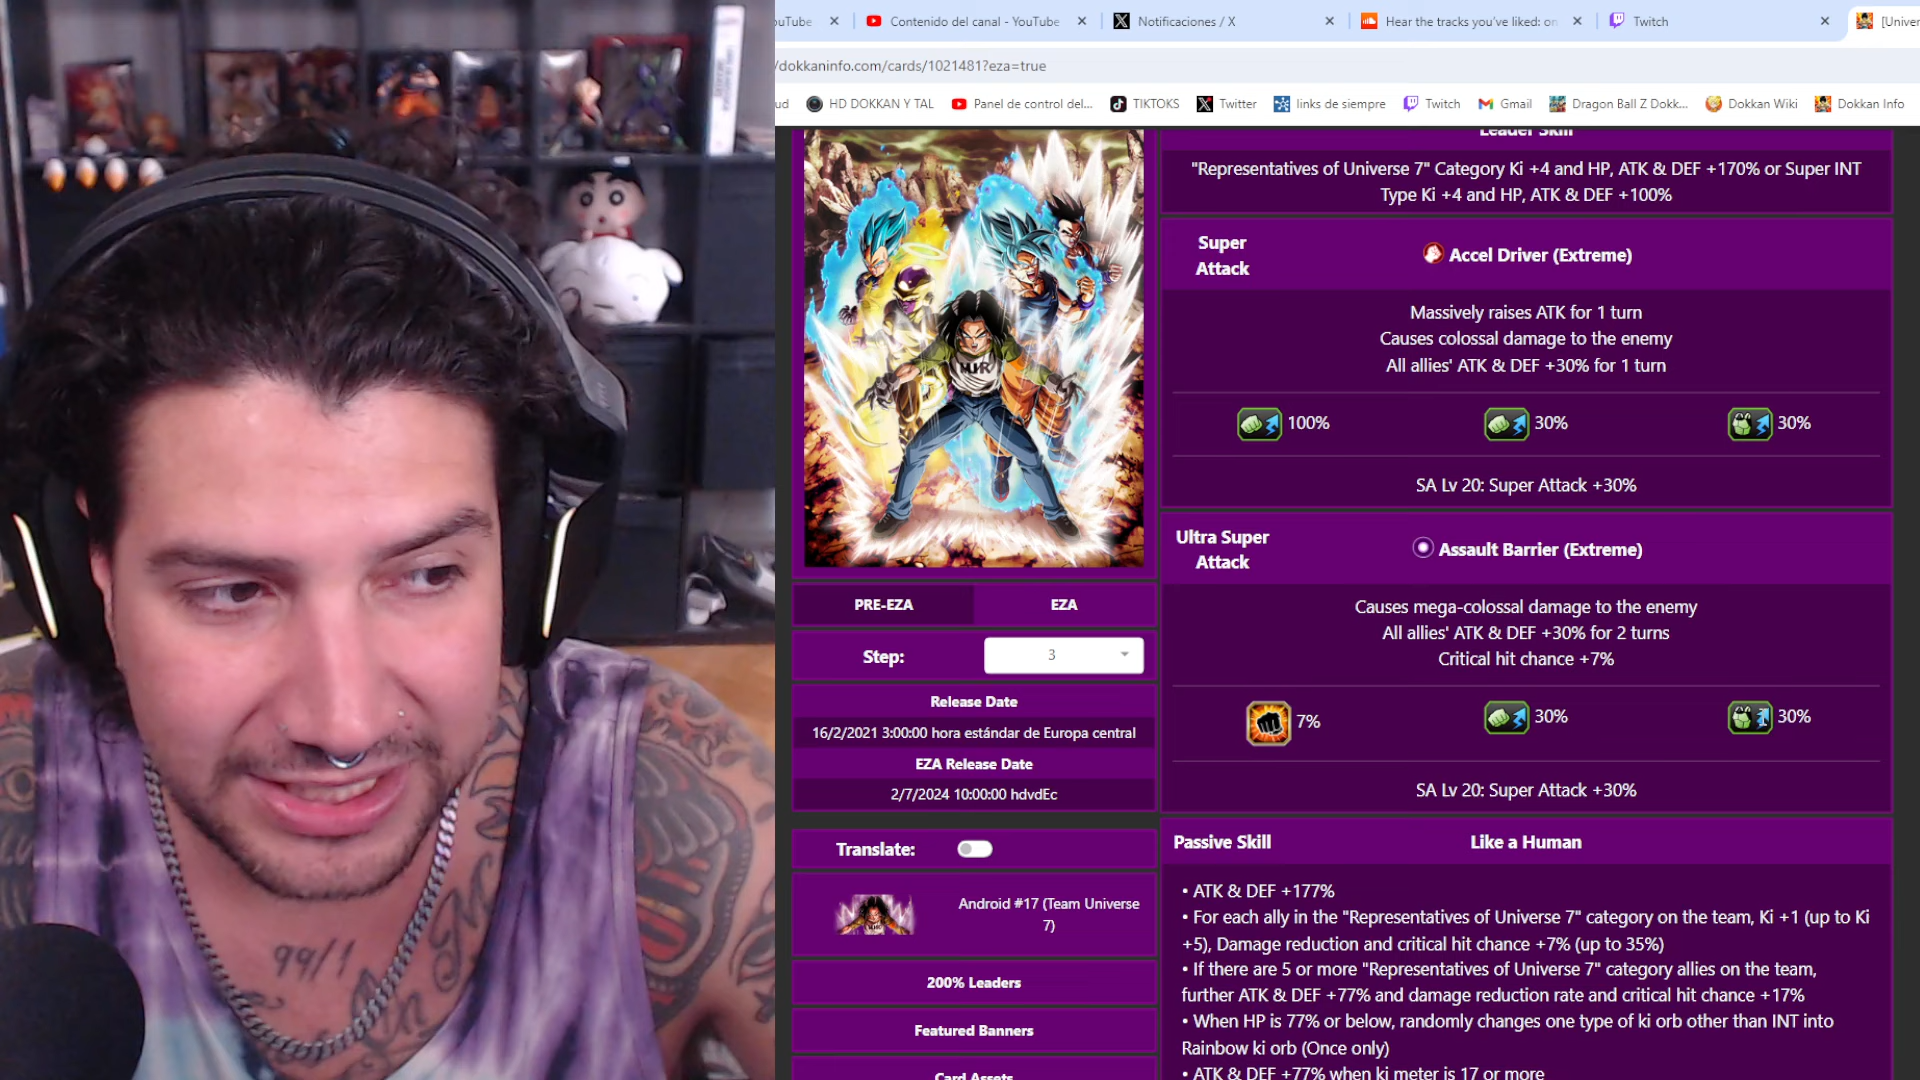 ouTube
Contenido del canal - YouTube
Notificaciones / X
Hear the tracks you've liked: on
Twitch
[Univer
/dokkaninfo.com/cards/1021481?eza=true
ud
HD DOKKAN Y TAL
Panel de control del...
TIKTOKS
Twitter
links de siempre
Twitch
Gmail
Dragon Ball Z Dokk...
Dokkan Wiki
Dokkan Info
Leader Skill
"Representatives of Universe 7" Category Ki +4 and HP, ATK & DEF +170% or Super INT
Type Ki +4 and HP, ATK & DEF +100%
Super
Attack
Accel Driver (Extreme)
Massively raises ATK for 1 turn
Causes colossal damage to the enemy
All allies' ATK & DEF +30% for 1 turn
100%
30%
30%
SA Lv 20: Super Attack +30%
Ultra Super
Attack
Assault Barrier (Extreme)
Causes mega-colossal damage to the enemy
All allies' ATK & DEF +30% for 2 turns
Critical hit chance +7%
7%
30%
30%
SA Lv 20: Super Attack +30%
Passive Skill
Like a Human
• ATK & DEF +177%
• For each ally in the "Representatives of Universe 7" category on the team, Ki +1 (up to Ki
+5), Damage reduction and critical hit chance +7% (up to 35%)
• If there are 5 or more "Representatives of Universe 7" category allies on the team,
further ATK & DEF +77% and damage reduction rate and critical hit chance +17%
• When HP is 77% or below, randomly changes one type of ki orb other than INT into
Rainbow ki orb (Once only)
• ATK & DEF +77% when ki meter is 17 or more
MIR
PRE-EZA
EZA
Step:
3
Release Date
16/2/2021 3:00:00 hora estándar de Europa central
EZA Release Date
2/7/2024 10:00:00 hdvdEc
Translate:
Android #17 (Team Universe
7)
200% Leaders
Featured Banners
Card Assets
99/1